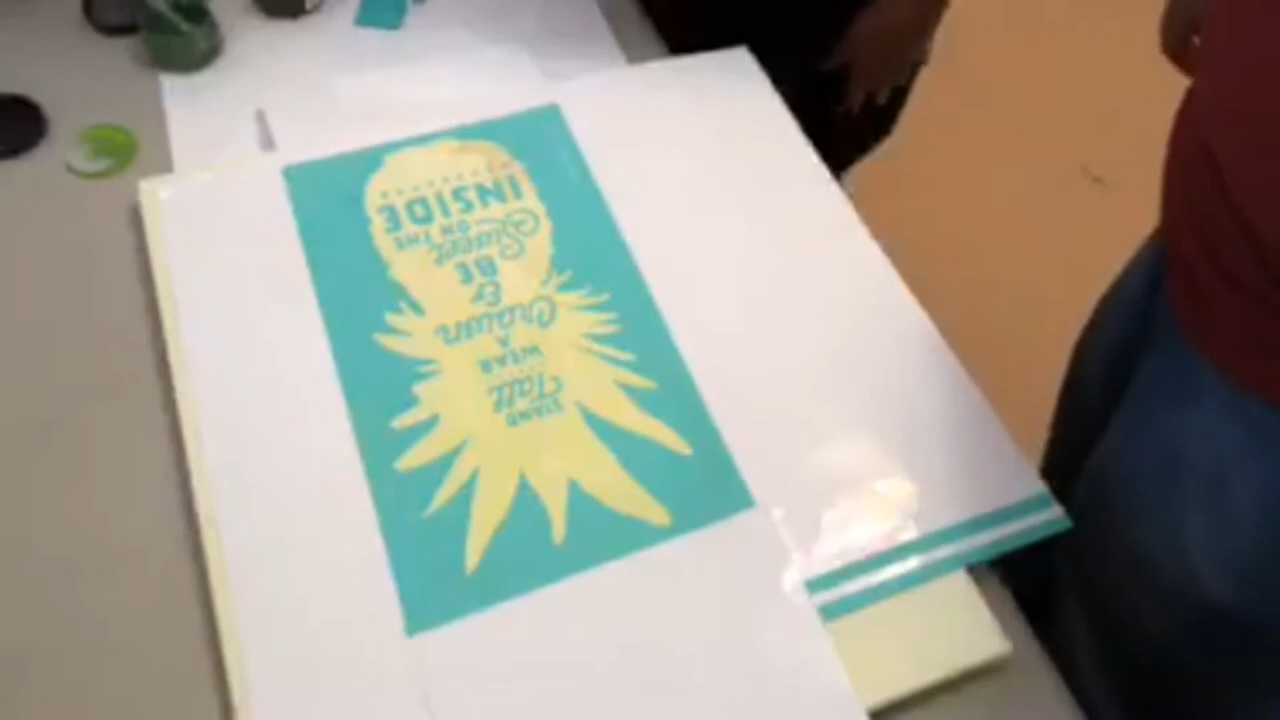 STAND
Tall
WEAR
A
Crown
&
BE
Sweet
ON THE
INSIDE